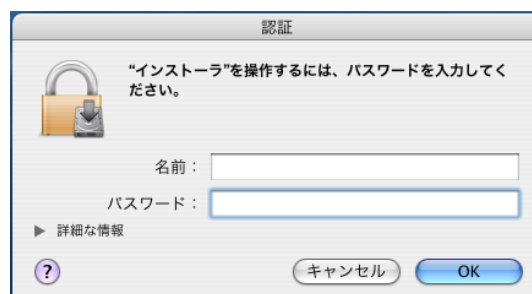 認証
“インストーラ”を操作するには、パスワードを入力してく
ださい。
名前：
パスワード：
▶ 詳細な情報
?
キャンセル
OK